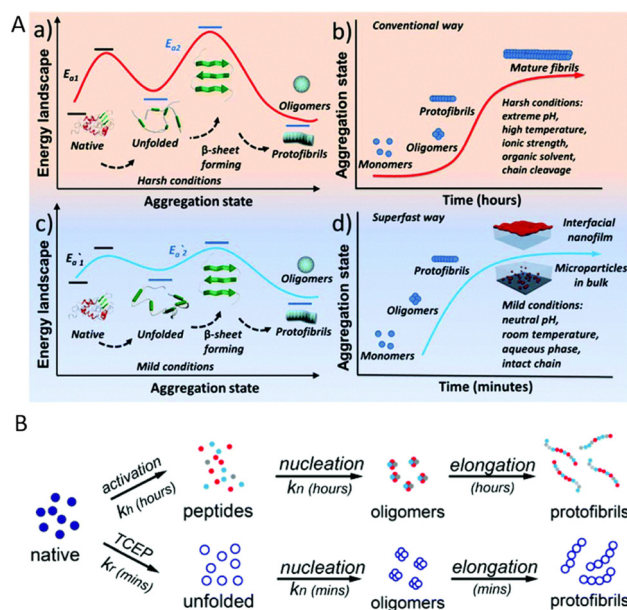 A
a)
Energy landscape
Ea1
Ea2
Native
Unfolded
β-sheet
forming
Oligomers
Protofibrils
Harsh conditions
Aggregation state
b)
Conventional way
Aggregation state
Mature fibrils
Protofibrils
Oligomers
Monomers
Harsh conditions:
extreme pH,
high temperature,
ionic strength,
organic solvent,
chain cleavage
Time (hours)
c)
Energy landscape
Ea`1
Ea`2
Native
Unfolded
β-sheet
forming
Oligomers
Protofibrils
Mild conditions
Aggregation state
d)
Superfast way
Aggregation state
Interfacial
nanofilm
Microparticles
in bulk
Protofibrils
Oligomers
Monomers
Mild conditions:
neutral pH,
room temperature,
aqueous phase,
intact chain
Time (minutes)
B
native
activation
kh (hours)
peptides
nucleation
kn (hours)
oligomers
elongation
(hours)
protofibrils
TCEP
kr (mins)
unfolded
nucleation
kn (mins)
oligomers
elongation
(mins)
protofibrils